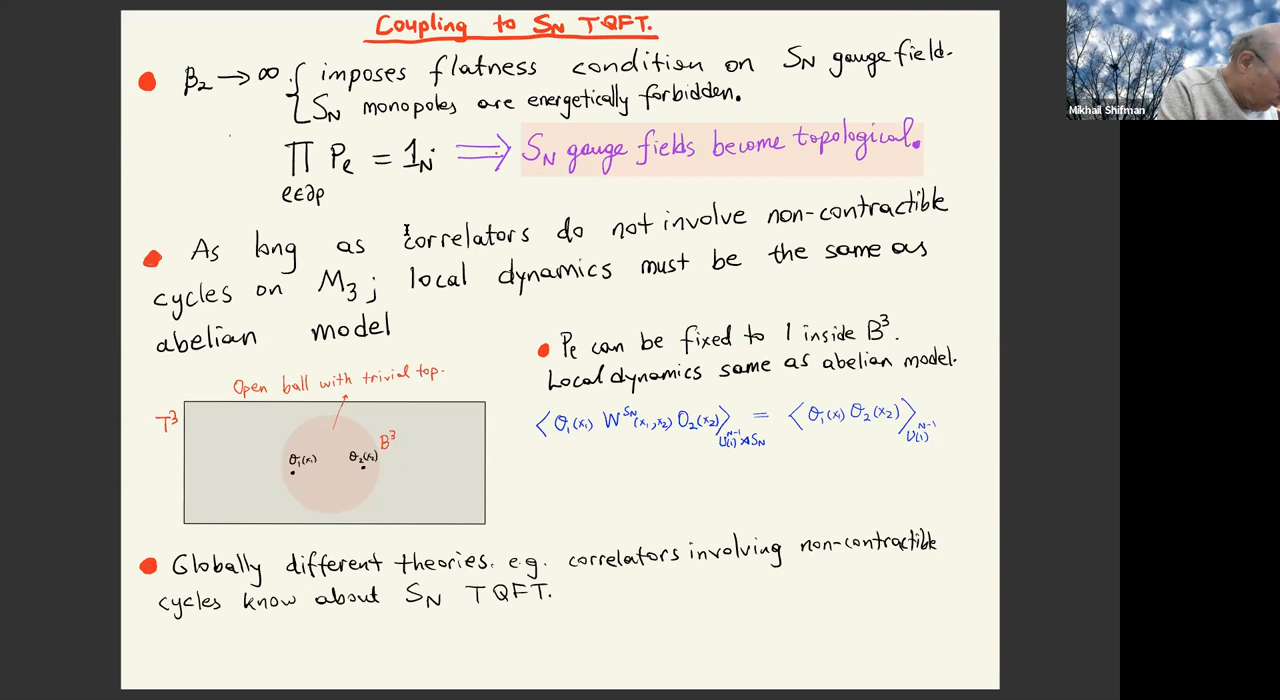 Coupling to S_N TQFT.
β₂ → ∞ { imposes flatness condition on S_N gauge field.
S_N monopoles are energetically forbidden.
∏ P_e = 1_N ⟹ S_N gauge fields become topological.
e∈∂p
As long as correlators do not involve non-contractible
cycles on M₃; local dynamics must be the same as
abelian model
P_e can be fixed to 1 inside B³.
Local dynamics same as abelian model.
Open ball with trivial top.
T³
B³
O₁(x₁) O₂(x₂)
⟨O₁(x₁) W^{S_N}(x₁,x₂) O₂(x₂)⟩_{U(1)^{N-1}⋊S_N} = ⟨O₁(x₁) O₂(x₂)⟩_{U(1)^{N-1}}
Globally different theories. e.g. correlators involving non-contractible
cycles know about S_N TQFT.
Mikhail Shifman